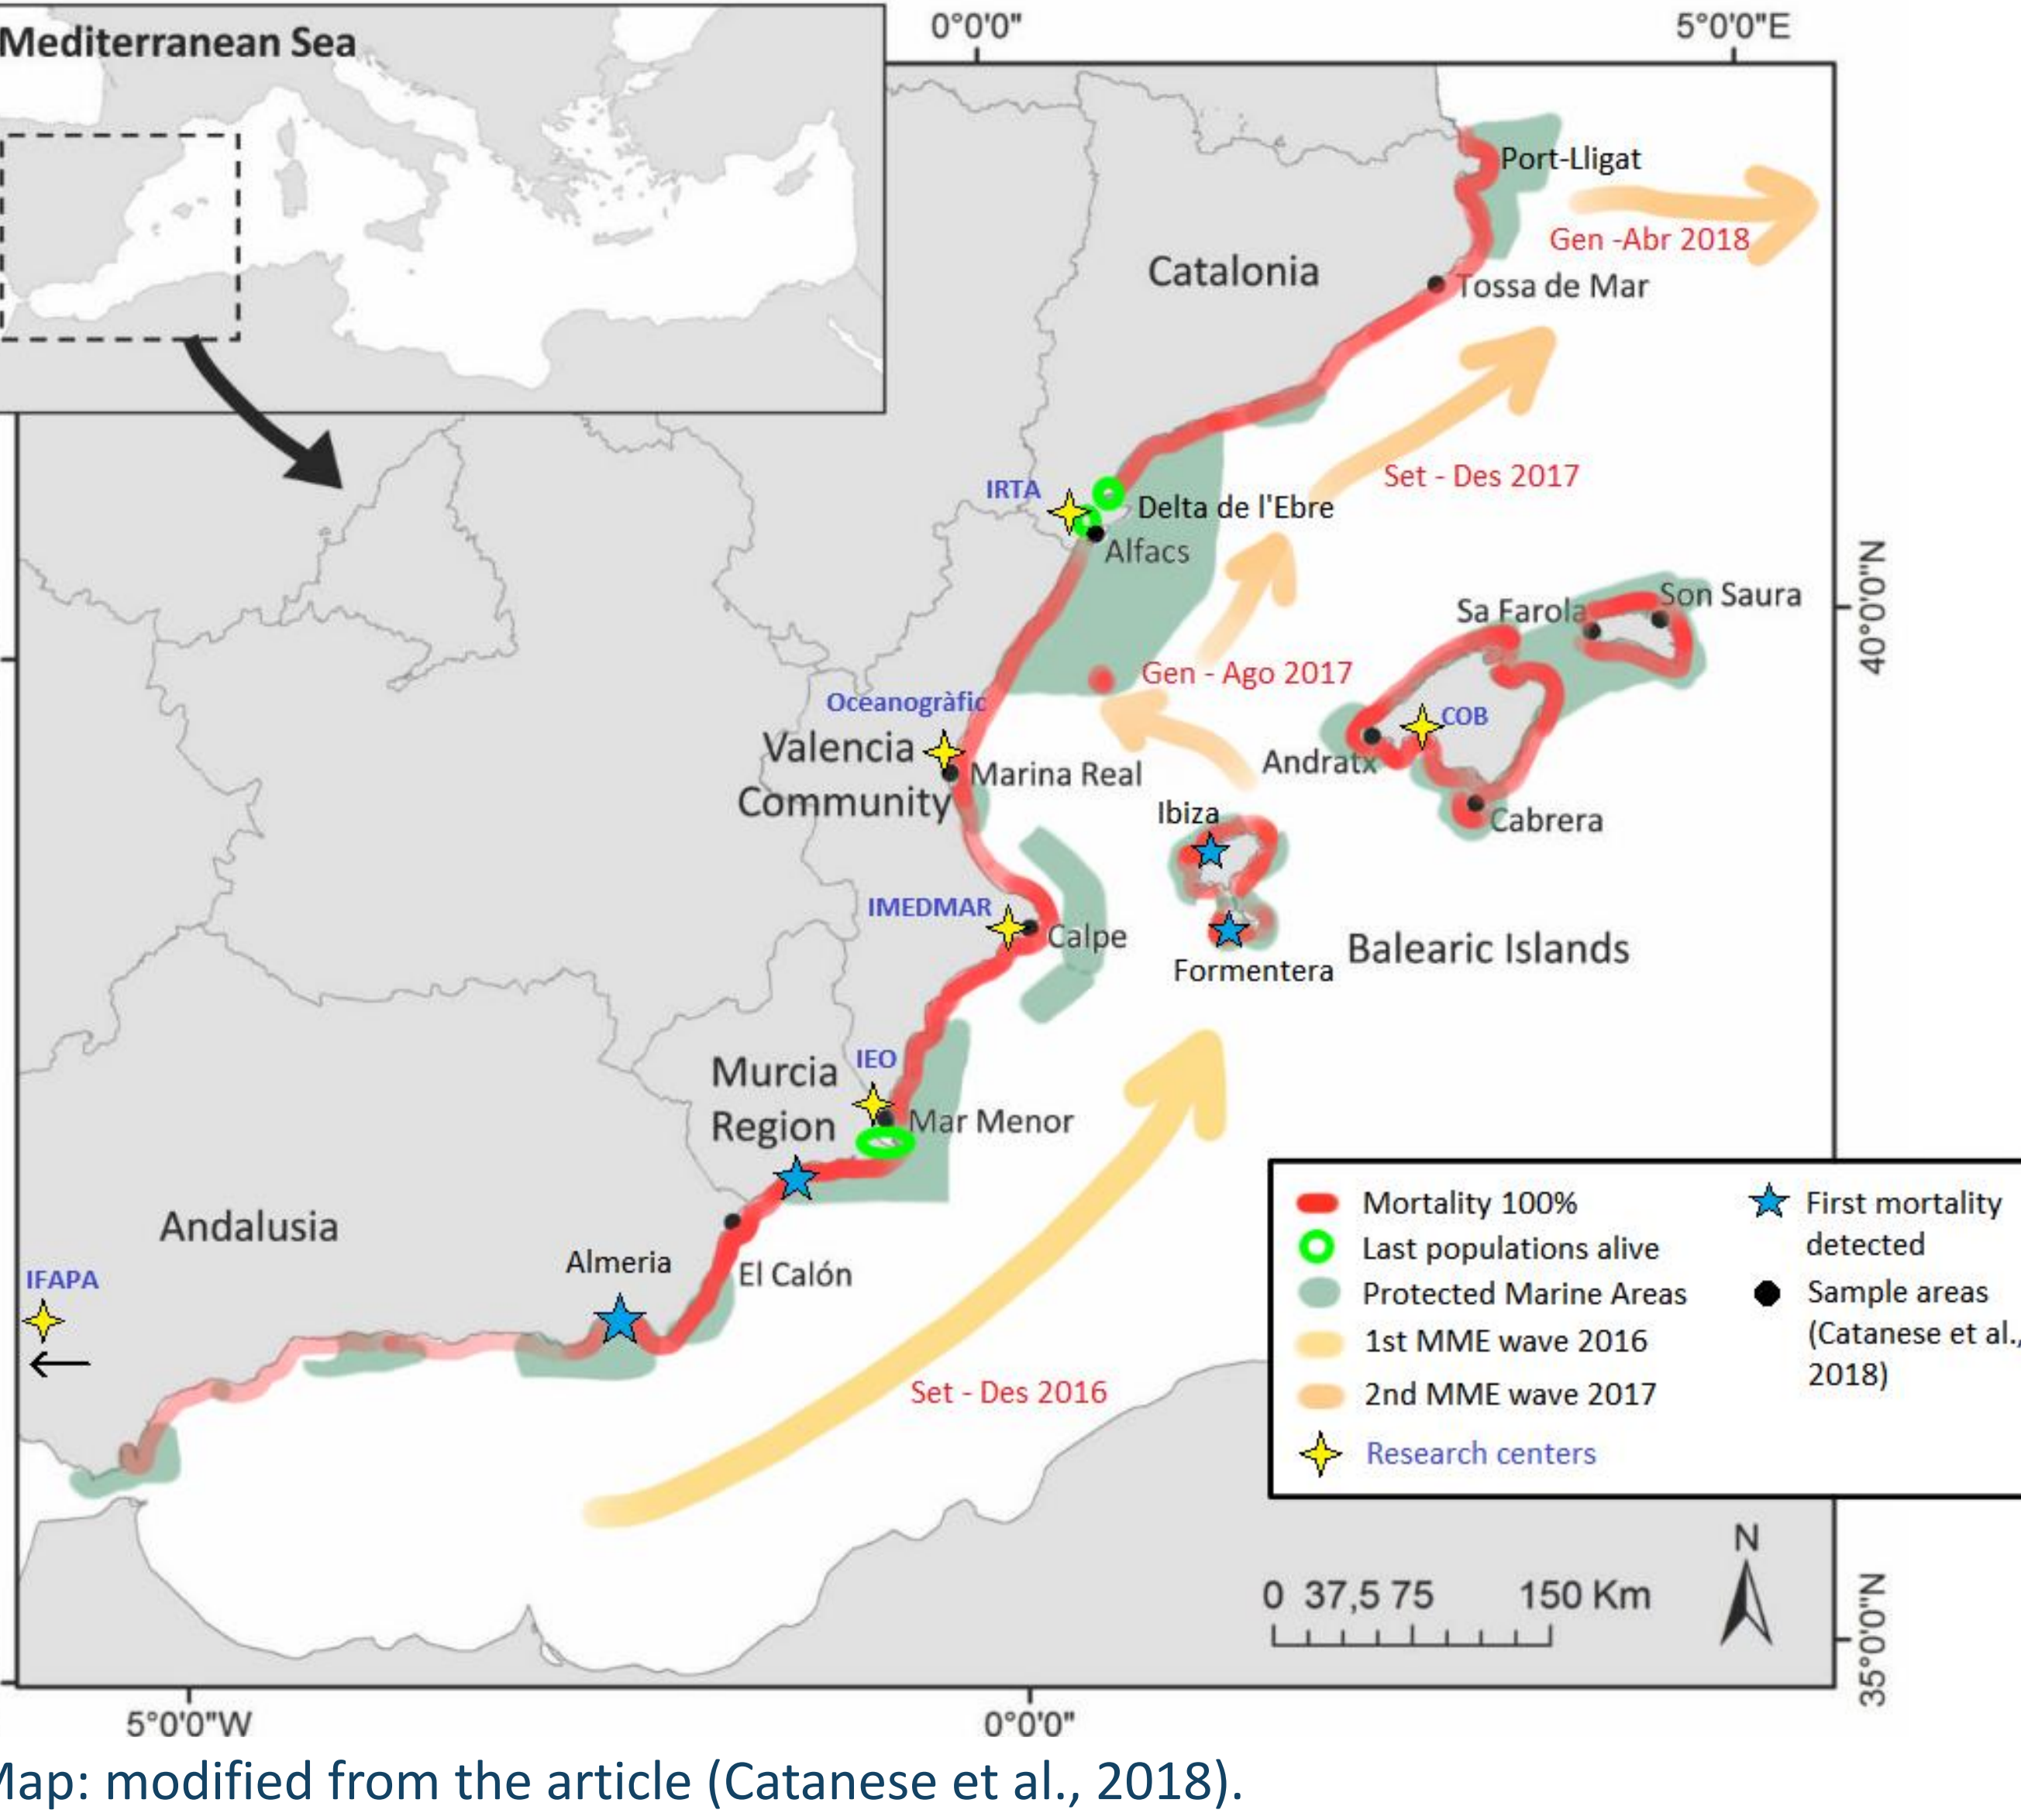 Mediterranean Sea
0°0'0"
5°0'0"E
Port-Lligat
Gen -Abr 2018
Catalonia
Tossa de Mar
Set - Des 2017
IRTA
Delta de l'Ebre
Alfacs
40°0'0"N
Son Saura
Sa Farola
Gen - Ago 2017
Oceanogràfic
COB
Valencia
Community
Marina Real
Andratx
Ibiza
Cabrera
IMEDMAR
Calpe
Formentera
Balearic Islands
IEO
Murcia
Region
Mar Menor
Andalusia
Almeria
El Calón
IFAPA
Set - Des 2016
Mortality 100%
Last populations alive
Protected Marine Areas
1st MME wave 2016
2nd MME wave 2017
Research centers
First mortality
detected
Sample areas
(Catanese et al.,
2018)
N
0 37,5 75 150 Km
35°0'0"N
5°0'0"W
0°0'0"
Map: modified from the article (Catanese et al., 2018).